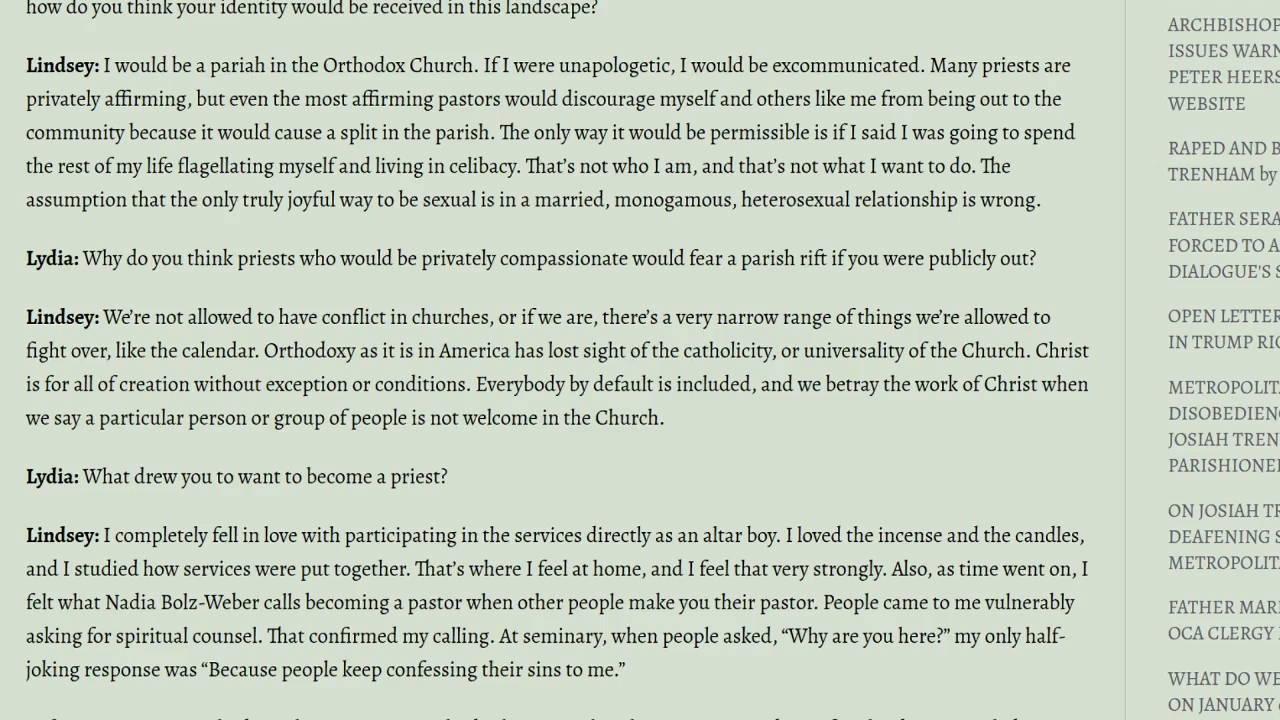 how do you think your identity would be received in this landscape?
Lindsey: I would be a pariah in the Orthodox Church. If I were unapologetic, I would be excommunicated. Many priests are
privately affirming, but even the most affirming pastors would discourage myself and others like me from being out to the
community because it would cause a split in the parish. The only way it would be permissible is if I said I was going to spend
the rest of my life flagellating myself and living in celibacy. That’s not who I am, and that’s not what I want to do. The
assumption that the only truly joyful way to be sexual is in a married, monogamous, heterosexual relationship is wrong.
Lydia: Why do you think priests who would be privately compassionate would fear a parish rift if you were publicly out?
Lindsey: We’re not allowed to have conflict in churches, or if we are, there’s a very narrow range of things we’re allowed to
fight over, like the calendar. Orthodoxy as it is in America has lost sight of the catholicity, or universality of the Church. Christ
is for all of creation without exception or conditions. Everybody by default is included, and we betray the work of Christ when
we say a particular person or group of people is not welcome in the Church.
Lydia: What drew you to want to become a priest?
Lindsey: I completely fell in love with participating in the services directly as an altar boy. I loved the incense and the candles,
and I studied how services were put together. That’s where I feel at home, and I feel that very strongly. Also, as time went on, I
felt what Nadia Bolz-Weber calls becoming a pastor when other people make you their pastor. People came to me vulnerably
asking for spiritual counsel. That confirmed my calling. At seminary, when people asked, “Why are you here?” my only half-
joking response was “Because people keep confessing their sins to me.”
ARCHBISHOP
ISSUES WARN
PETER HEERS
WEBSITE
RAPED AND B
TRENHAM by
FATHER SERA
FORCED TO A
DIALOGUE'S S
OPEN LETTER
IN TRUMP RIG
METROPOLIT
DISOBEDIENC
JOSIAH TREN
PARISHIONE
ON JOSIAH TR
DEAFENING S
METROPOLIT
FATHER MARI
OCA CLERGY
WHAT DO WE
ON JANUARY